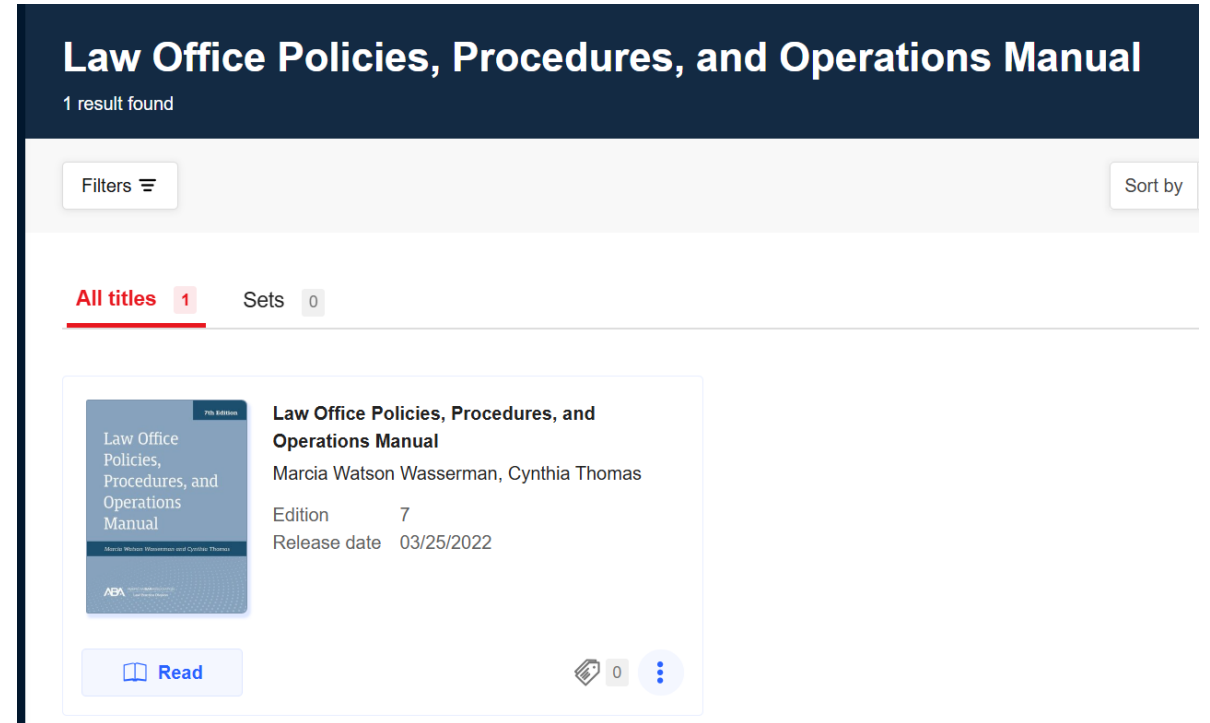 Law Office Policies, Procedures, and Operations Manual
1 result found
Filters
Sort by
All titles 1
Sets 0
7th Edition
Law Office
Policies,
Procedures, and
Operations
Manual
Marcia Watson Wasserman and Cynthia Thomas
ABA
Law Office Policies, Procedures, and
Operations Manual
Marcia Watson Wasserman, Cynthia Thomas
Edition 7
Release date 03/25/2022
Read
0